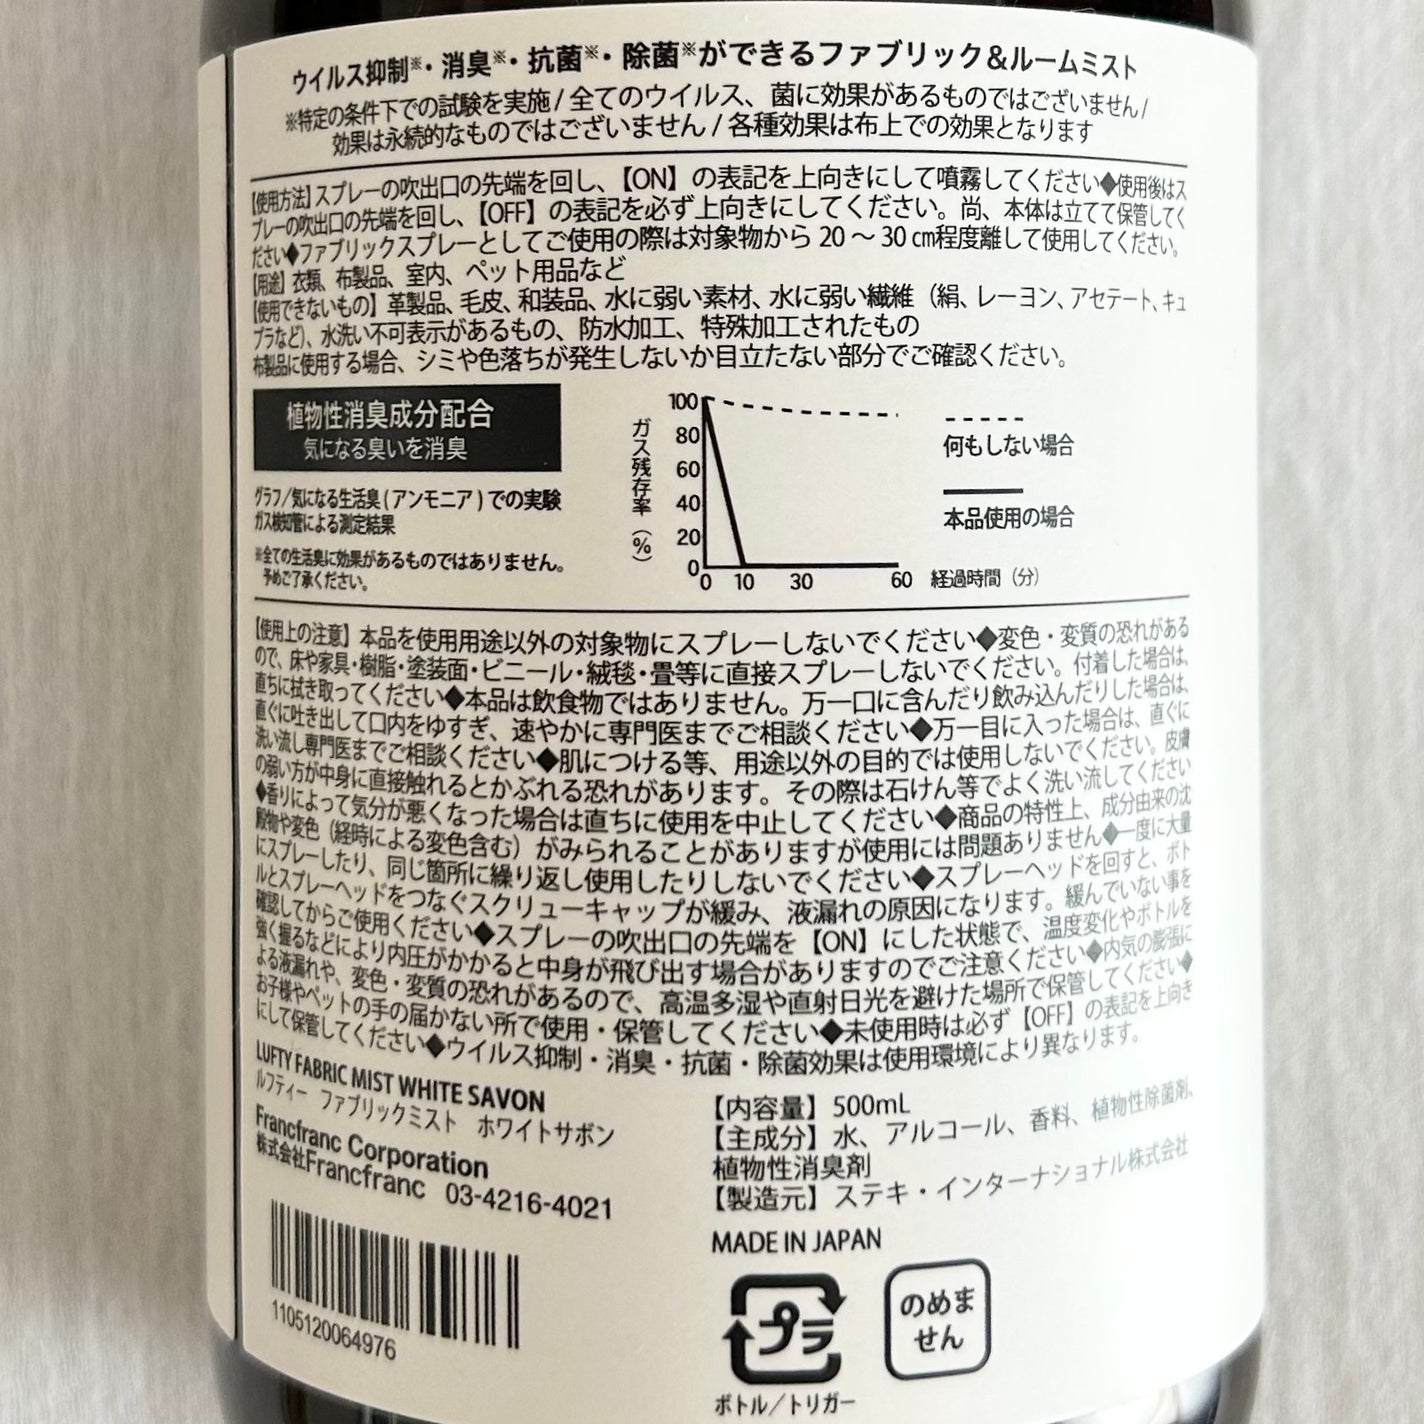 ウイルス抑制※・消臭※・抗菌※・除菌※ができるファブリック＆ルームミスト
※特定の条件下での試験を実施/全てのウイルス、菌に効果があるものではございません/
効果は永続的なものではございません/各種効果は布上での効果となります
【使用方法】スプレーの吹出口の先端を回し、【ON】の表記を上向きにして噴霧してください◆使用後はス
プレーの吹出口の先端を回し、【OFF】の表記を必ず上向きにしてください。尚、本体は立てて保管してく
ださい◆ファブリックスプレーとしてご使用の際は対象物から 20 〜 30 ㎝程度離して使用してください。
【用途】衣類、布製品、室内、ペット用品など
【使用できないもの】革製品、毛皮、和装品、水に弱い素材、水に弱い繊維（絹、レーヨン、アセテート、キュ
プラなど）、水洗い不可表示があるもの、防水加工、特殊加工されたもの
布製品に使用する場合、シミや色落ちが発生しないか目立たない部分でご確認ください。
植物性消臭成分配合
気になる臭いを消臭
グラフ/気になる生活臭(アンモニア)での実験
ガス検知管による測定結果
※全ての生活臭に効果があるものではありません。
予めご了承ください。
ガス残存率（%）
100
80
60
40
20
0
0 10 30 60 経過時間（分）
何もしない場合
本品使用の場合
【使用上の注意】本品を使用用途以外の対象物にスプレーしないでください◆変色・変質の恐れがある
ので、床や家具・樹脂・塗装面・ビニール・絨毯・畳等に直接スプレーしないでください。付着した場合は、
直ちに拭き取ってください◆本品は飲食物ではありません。万一口に含んだり飲み込んだりした場合は、
直ぐに吐き出して口内をゆすぎ、速やかに専門医までご相談ください◆万一目に入った場合は、直ぐに
洗い流し専門医までご相談ください◆肌につける等、用途以外の目的では使用しないでください。皮膚
の弱い方が中身に直接触れるとかぶれる恐れがあります。その際は石けん等でよく洗い流してください
◆香りによって気分が悪くなった場合は直ちに使用を中止してください◆商品の特性上、成分由来の沈
殿物や変色（経時による変色含む）がみられることがありますが使用には問題ありません◆一度に大量
にスプレーしたり、同じ箇所に繰り返し使用したりしないでください◆スプレーヘッドを回すと、ボト
ルとスプレーヘッドをつなぐスクリューキャップが緩み、液漏れの原因になります。緩んでいない事を
確認してからご使用ください◆スプレーの吹出口の先端を【ON】にした状態で、温度変化やボトルを
強く握るなどにより内圧がかかると中身が飛び出す場合がありますのでご注意ください◆内気の膨張に
よる液漏れや、変色・変質の恐れがあるので、高温多湿や直射日光を避けた場所で保管してください◆
お子様やペットの手の届かない所で使用・保管してください◆未使用時は必ず【OFF】の表記を上向き
にして保管してください◆ウイルス抑制・消臭・抗菌・除菌効果は使用環境により異なります。
LUFTY FABRIC MIST WHITE SAVON
ルフティー ファブリックミスト ホワイトサボン
Francfranc Corporation
株式会社Francfranc 03-4216-4021
1105120064976
【内容量】500mL
【主成分】水、アルコール、香料、植物性除菌剤、
植物性消臭剤
【製造元】ステキ・インターナショナル株式会社
MADE IN JAPAN
プラ
ボトル/トリガー
のめま
せん